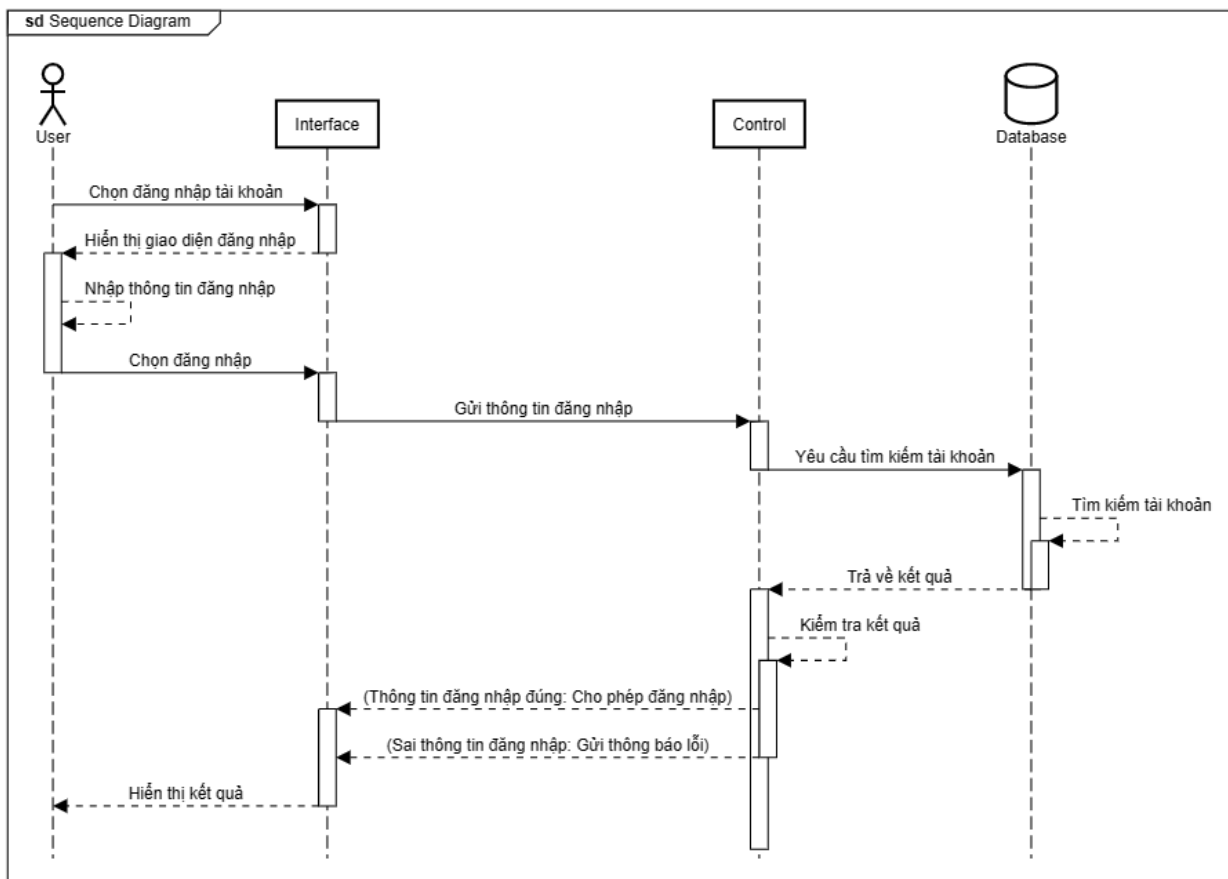 sd Sequence Diagram
User
Interface
Control
Database
Chọn đăng nhập tài khoản
Hiển thị giao diện đăng nhập
Nhập thông tin đăng nhập
Chọn đăng nhập
Gửi thông tin đăng nhập
Yêu cầu tìm kiếm tài khoản
Tìm kiếm tài khoản
Trả về kết quả
Kiểm tra kết quả
(Thông tin đăng nhập đúng: Cho phép đăng nhập)
(Sai thông tin đăng nhập: Gửi thông báo lỗi)
Hiển thị kết quả